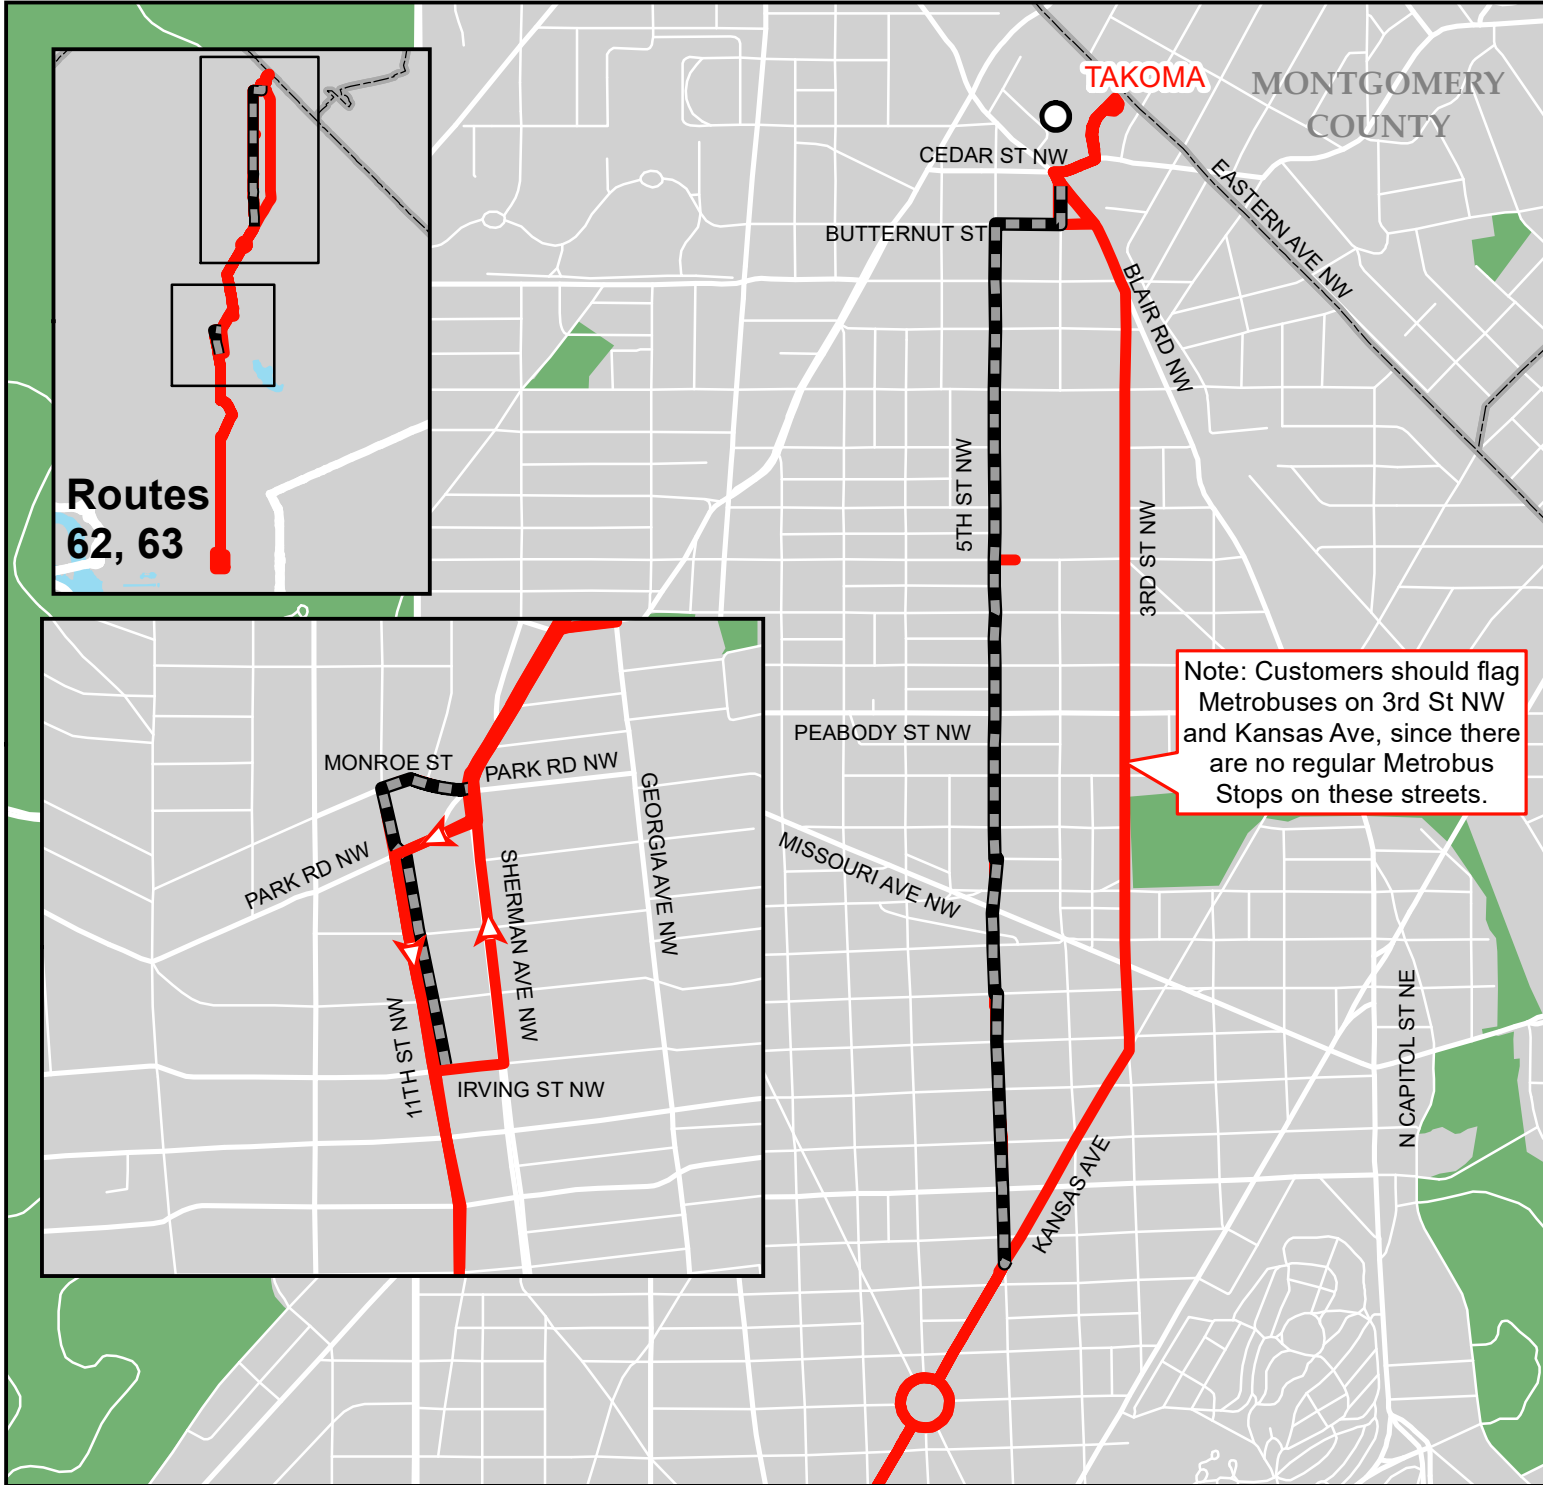 TAKOMA
MONTGOMERY
COUNTY
CEDAR ST NW
EASTERN AVE NW
BUTTERNUT ST
BLAIR RD NW
5TH ST NW
3RD ST NW
Routes
62, 63
Note: Customers should flag
Metrobuses on 3rd St NW
and Kansas Ave, since there
are no regular Metrobus
Stops on these streets.
PEABODY ST NW
MISSOURI AVE NW
MONROE ST
PARK RD NW
GEORGIA AVE NW
PARK RD NW
SHERMAN AVE NW
11TH ST NW
IRVING ST NW
N CAPITOL ST NE
KANSAS AVE